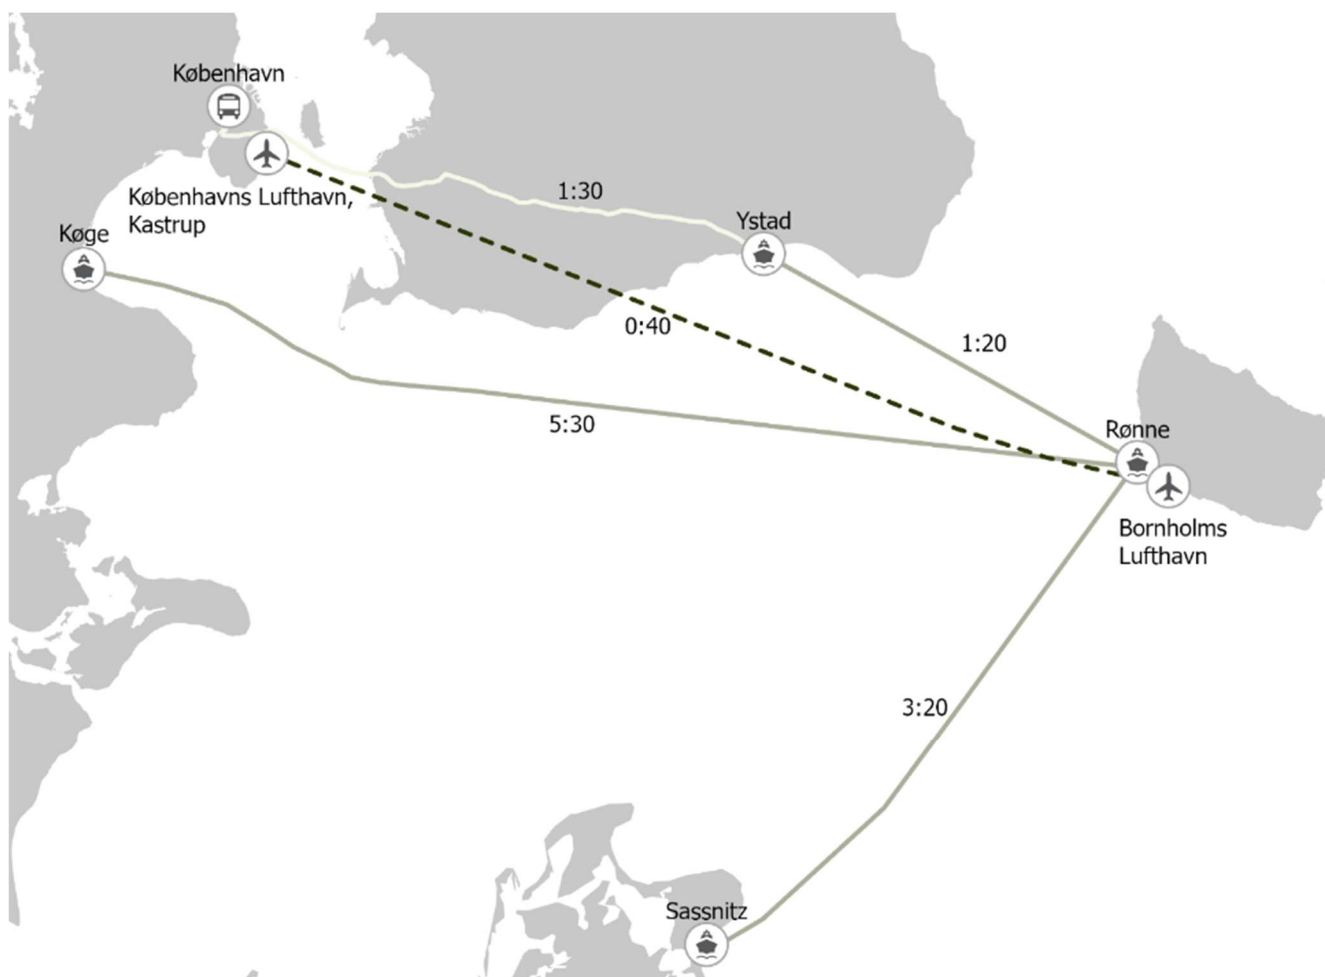 København
Københavns Lufthavn,
Kastrup
Køge
1:30
Ystad
0:40
1:20
5:30
Rønne
Bornholms
Lufthavn
3:20
Sassnitz